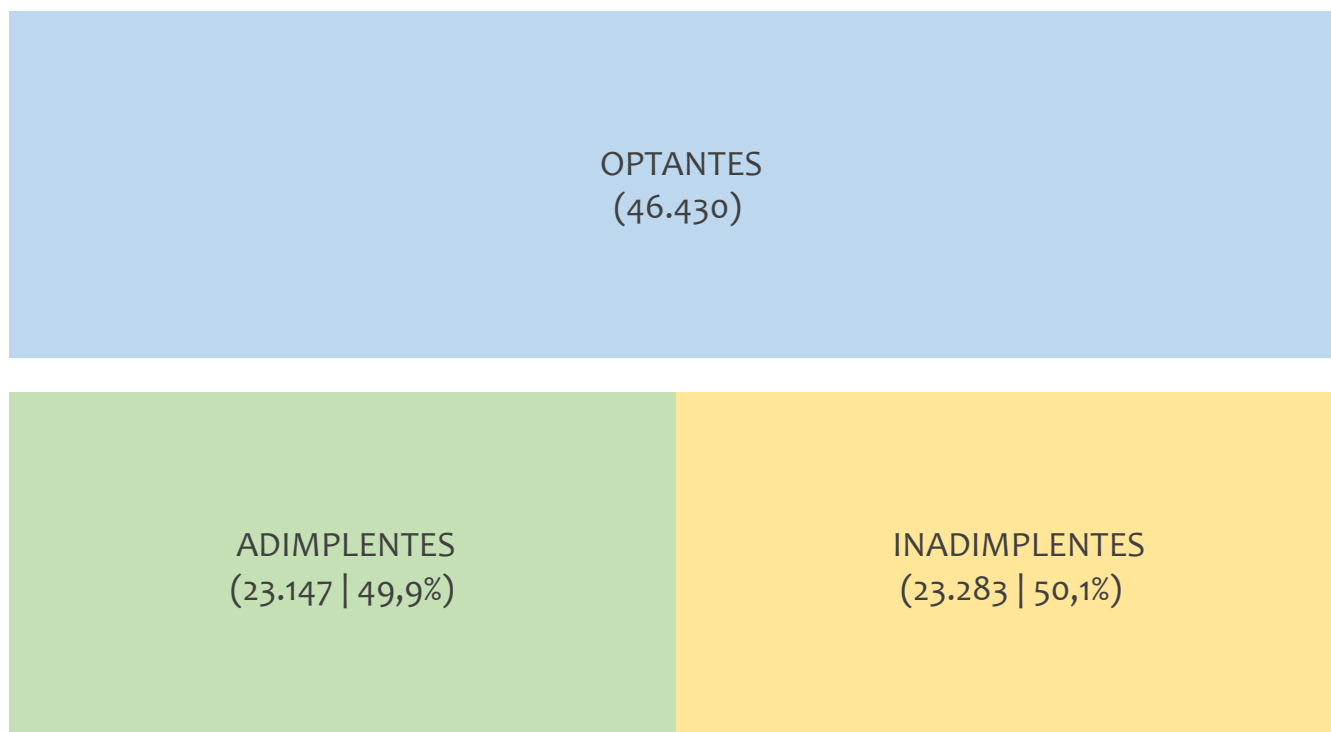 OPTANTES
(46.430)
ADIMPLENTES
(23.147 | 49,9%)
INADIMPLENTES
(23.283 | 50,1%)